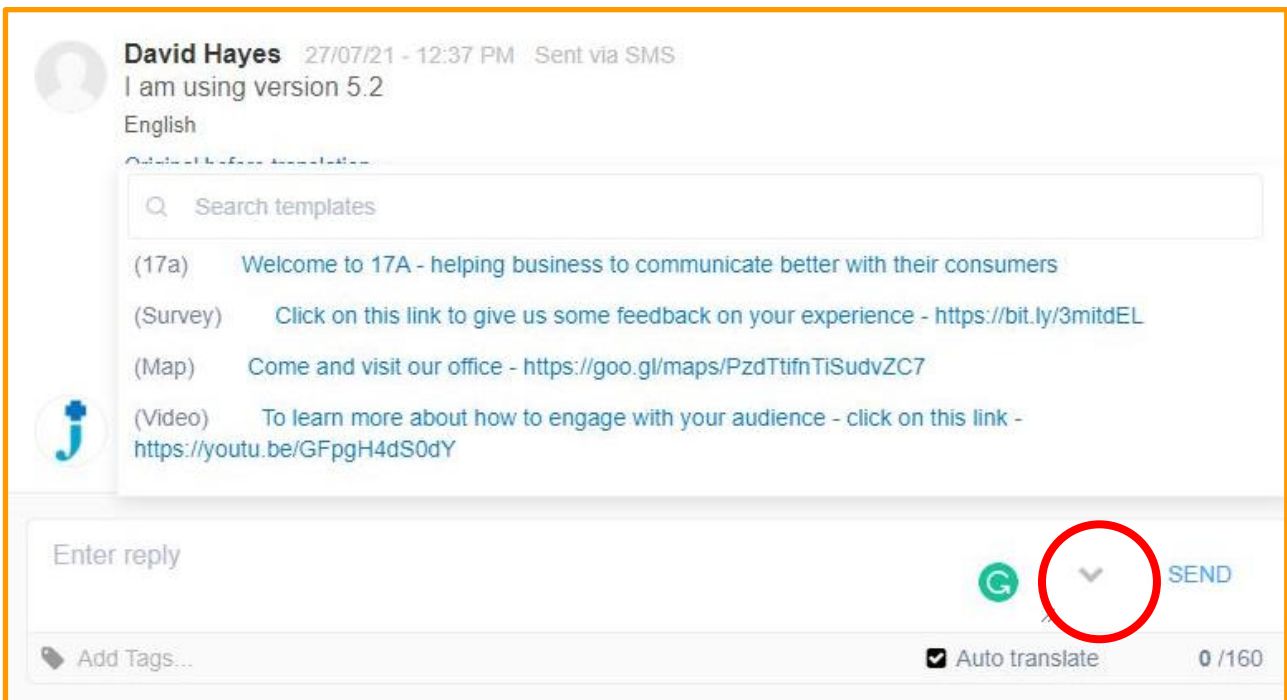 David Hayes 27/07/21 - 12:37 PM Sent via SMS
I am using version 5.2
English
Original before translation
Search templates
(17a) Welcome to 17A - helping business to communicate better with their consumers
(Survey) Click on this link to give us some feedback on your experience - https://bit.ly/3mitdEL
(Map) Come and visit our office - https://goo.gl/maps/PzdTtifnTiSudvZC7
(Video) To learn more about how to engage with your audience - click on this link -
https://youtu.be/GFpgH4dS0dY
Enter reply
SEND
Add Tags...
Auto translate 0 /160